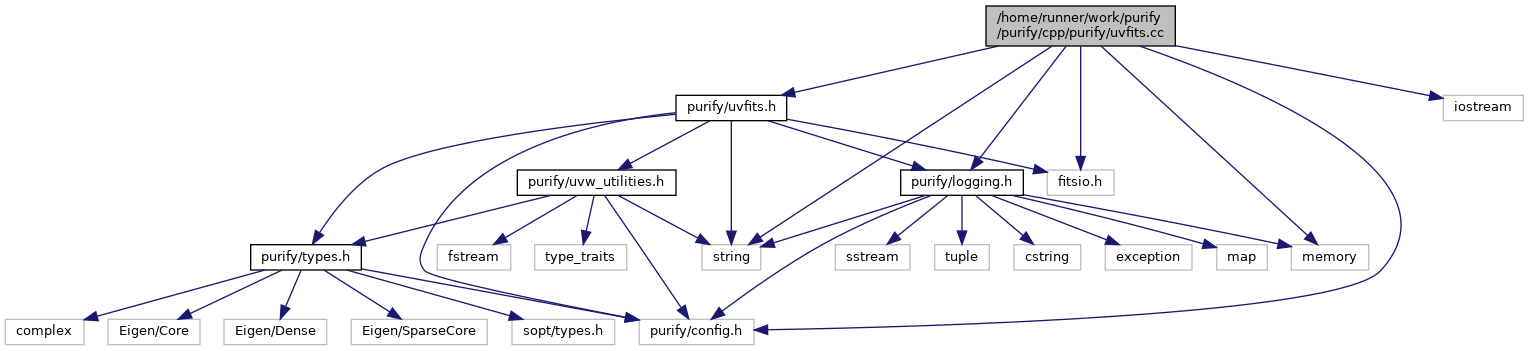 /home/runner/work/purify
/purify/cpp/purify/uvfits.cc
purify/uvfits.h
iostream
purify/uvw_utilities.h
purify/logging.h
fitsio.h
purify/types.h
fstream
type_traits
string
sstream
tuple
cstring
exception
map
memory
complex
Eigen/Core
Eigen/Dense
Eigen/SparseCore
sopt/types.h
purify/config.h